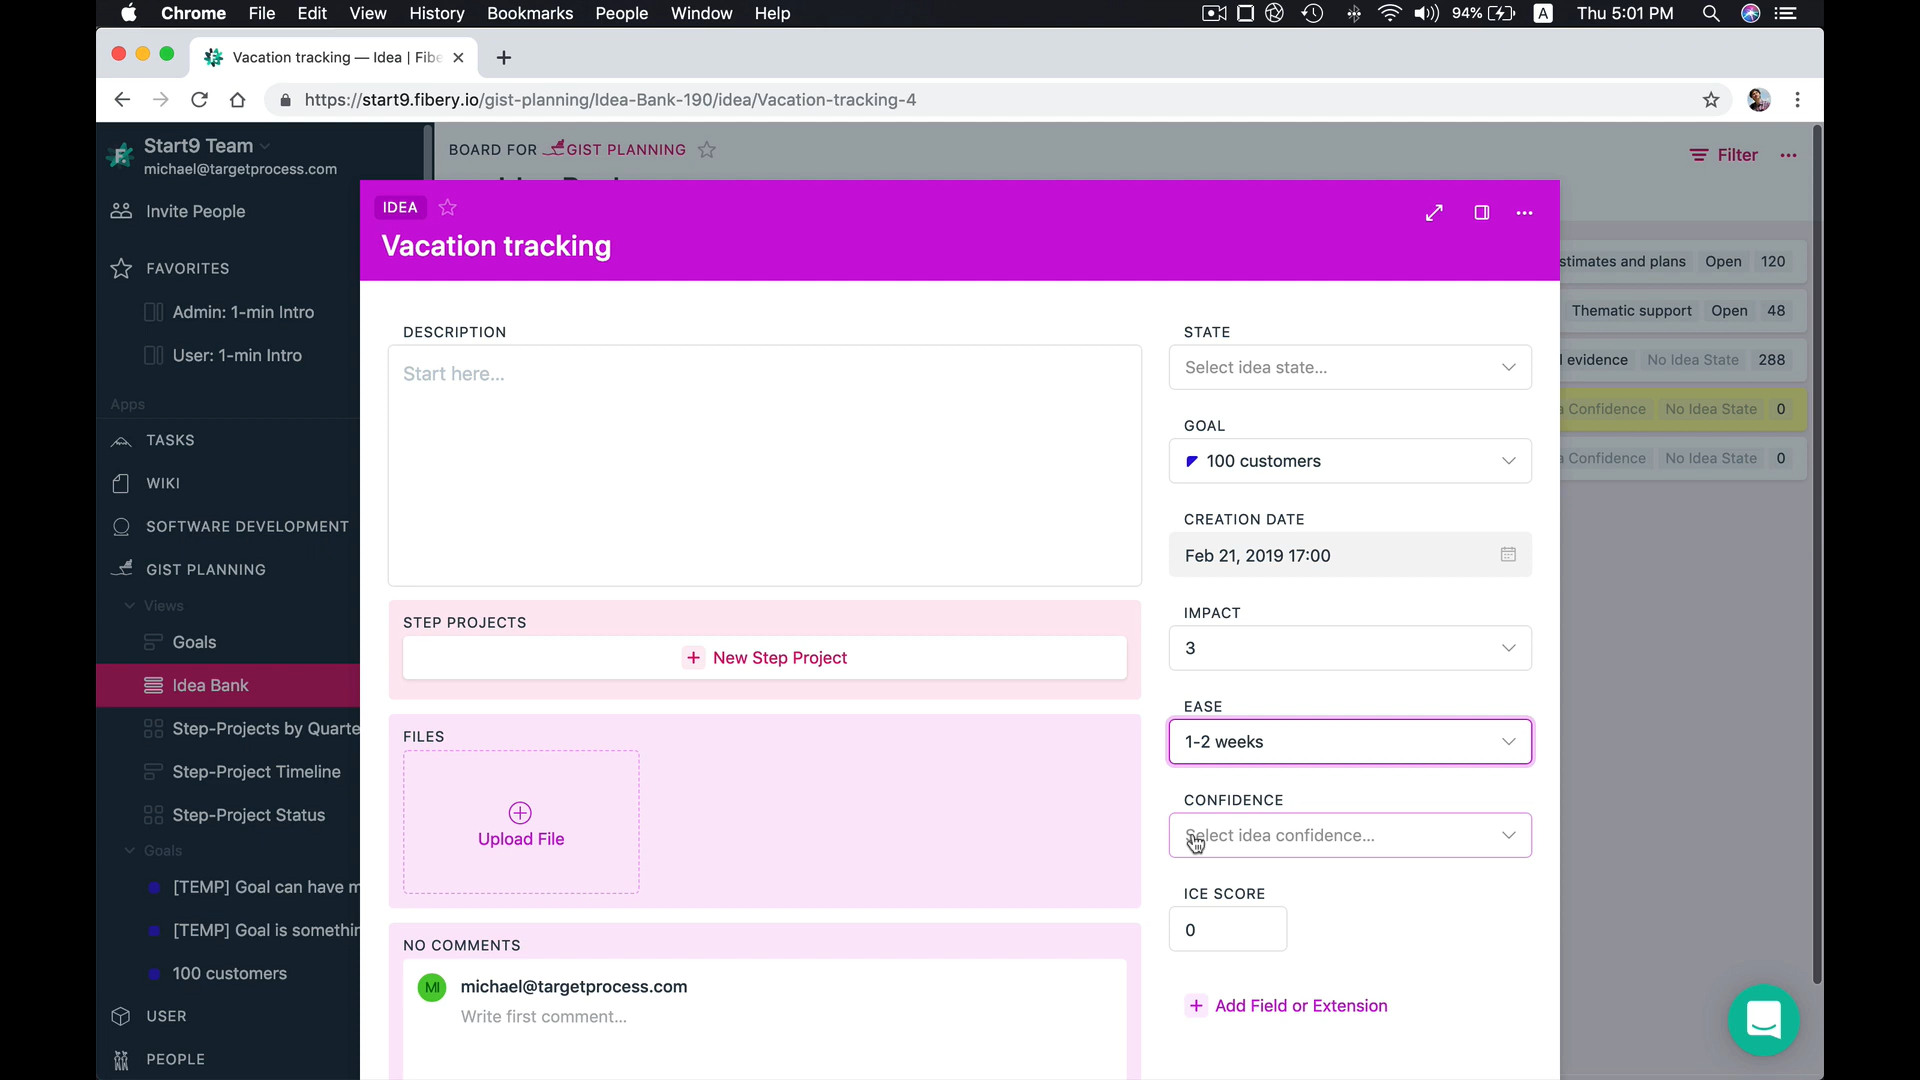 Chrome File Edit View History Bookmarks People Window Help 94% A Thu 5:01 PM
Vacation tracking — Idea | Fibe
https://start9.fibery.io/gist-planning/Idea-Bank-190/idea/Vacation-tracking-4
Start9 Team
michael@targetprocess.com
Invite People
FAVORITES
Admin: 1-min Intro
User: 1-min Intro
Apps
TASKS
WIKI
SOFTWARE DEVELOPMENT
GIST PLANNING
Views
Goals
Idea Bank
Step-Projects by Quarte
Step-Project Timeline
Step-Project Status
Goals
[TEMP] Goal can have m
[TEMP] Goal is somethin
100 customers
USER
PEOPLE
BOARD FOR GIST PLANNING
Filter
IDEA
Vacation tracking
DESCRIPTION
Start here...
STEP PROJECTS
+ New Step Project
FILES
Upload File
NO COMMENTS
MI michael@targetprocess.com
Write first comment...
STATE
Select idea state...
GOAL
100 customers
CREATION DATE
Feb 21, 2019 17:00
IMPACT
3
EASE
1-2 weeks
CONFIDENCE
Select idea confidence...
ICE SCORE
0
+ Add Field or Extension
stimates and plans Open 120
Thematic support Open 48
evidence No Idea State 288
Confidence No Idea State 0
Confidence No Idea State 0